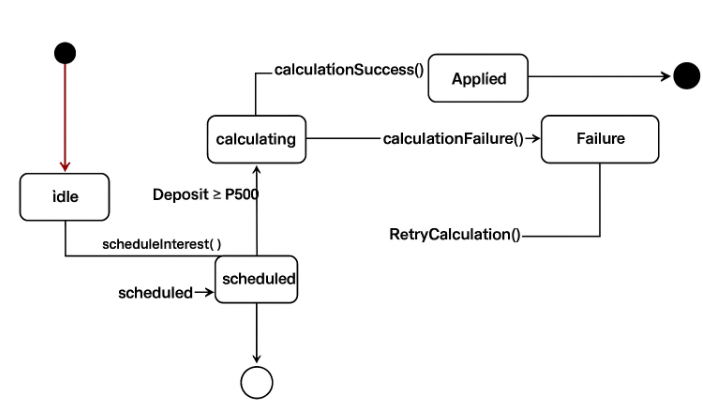 calculationSuccess()
Applied
calculating
calculationFailure()
Failure
idle
Deposit ≥ P500
RetryCalculation()
scheduleInterest( )
scheduled
scheduled